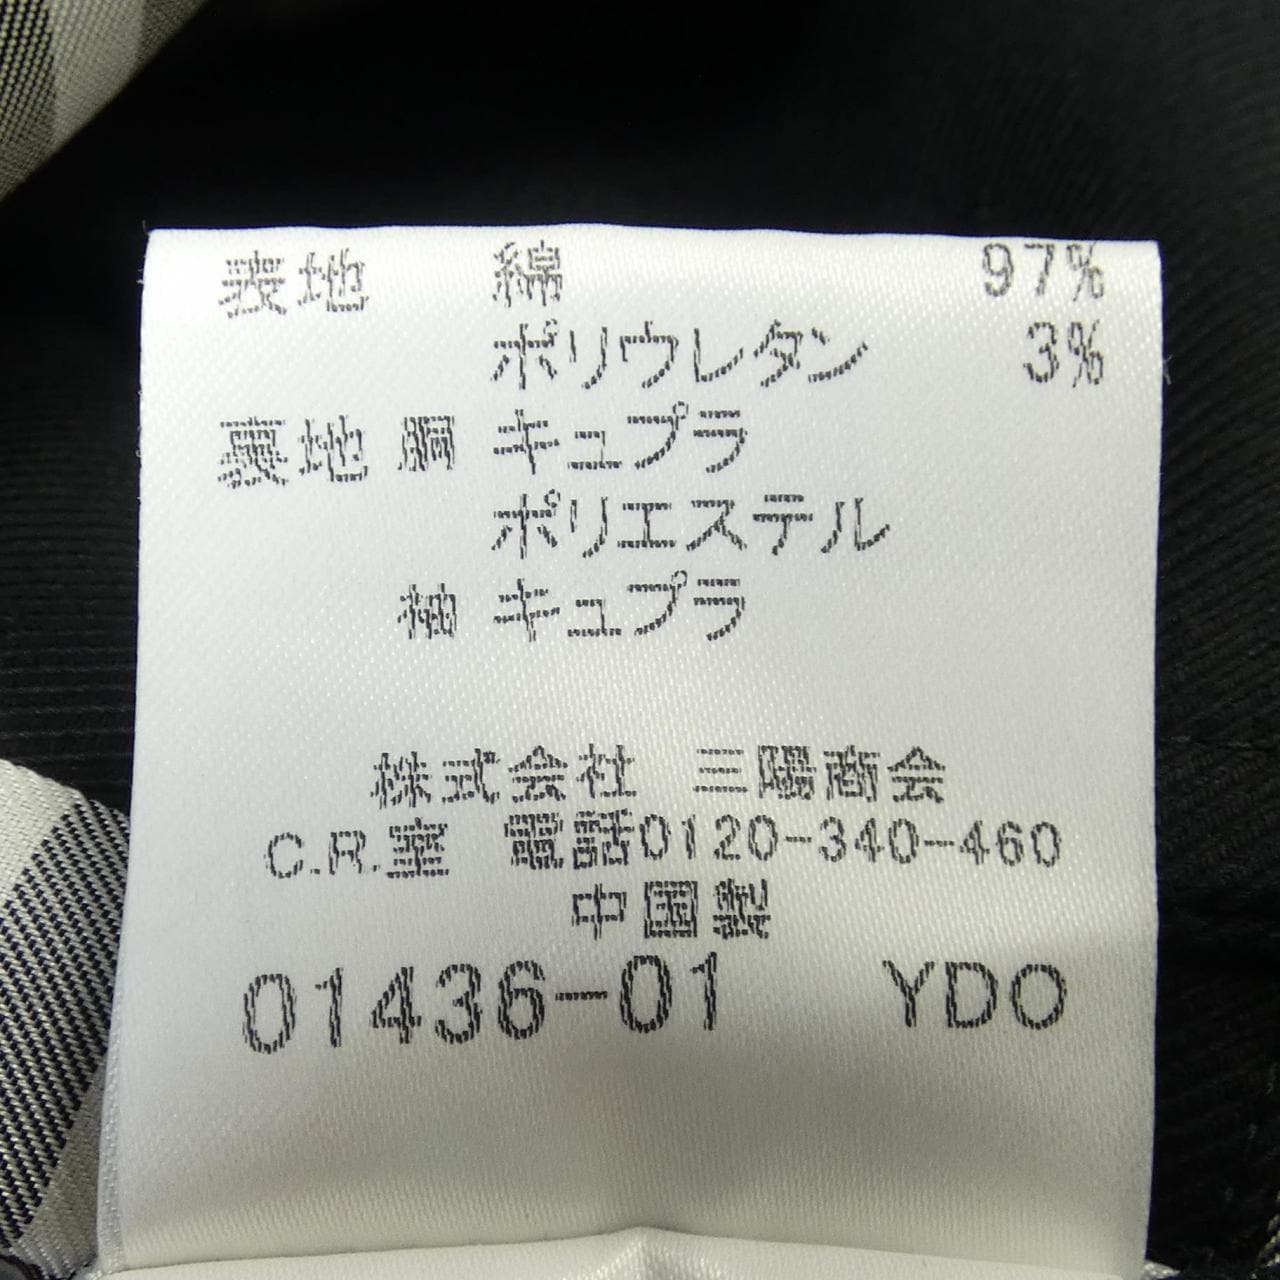 表地 綿 97%
ポリウレタン 3%
裏地 胴 キュプラ
ポリエステル
袖 キュプラ
株式会社 三陽商会
C.R.室 電話0120-340-460
中国製
01436-01 YDO